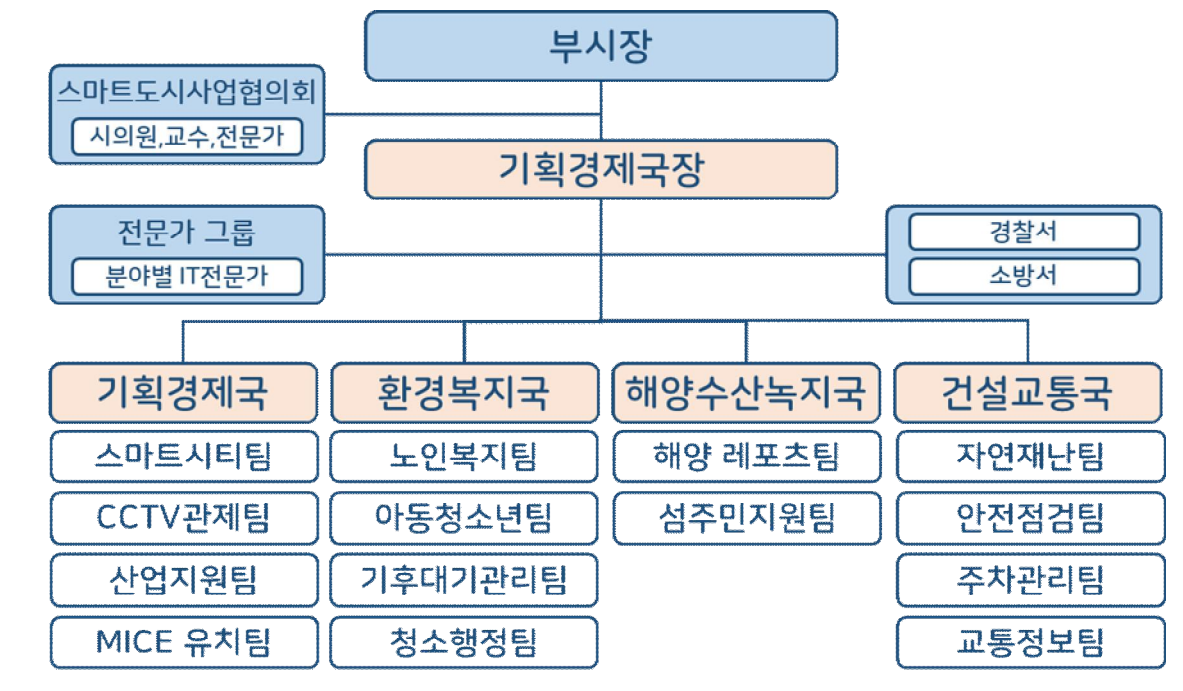 부시장
스마트도시사업협의회
시의원,교수,전문가
기획경제국장
전문가 그룹
분야별 IT전문가
경찰서
소방서
기획경제국
스마트시티팀
CCTV관제팀
산업지원팀
MICE 유치팀
환경복지국
노인복지팀
아동청소년팀
기후대기관리팀
청소행정팀
해양수산녹지국
해양 레포츠팀
섬주민지원팀
건설교통국
자연재난팀
안전점검팀
주차관리팀
교통정보팀